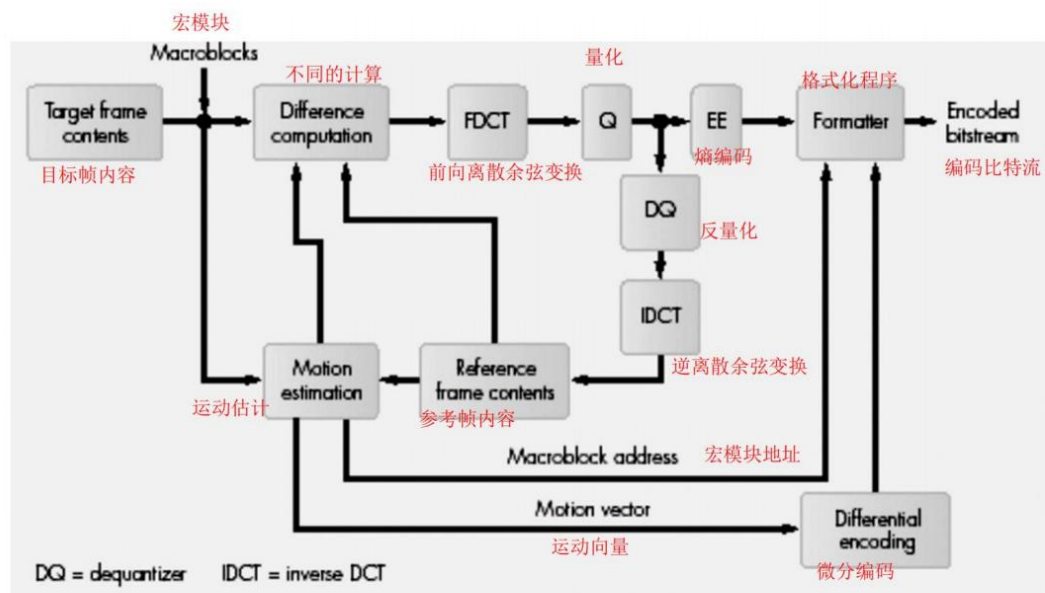 宏模块
Macroblocks
量化
不同的计算
格式化程序
Target frame
contents
Difference
computation
FDCT
Q
EE
Formatter
Encoded
bitstream
目标帧内容
前向离散余弦变换
熵编码
编码比特流
DQ
反量化
IDCT
逆离散余弦变换
Motion
estimation
Reference
frame contents
运动估计
参考帧内容
Macroblock address
宏模块地址
Motion vector
运动向量
Differential
encoding
微分编码
DQ = dequantizer
IDCT = inverse DCT